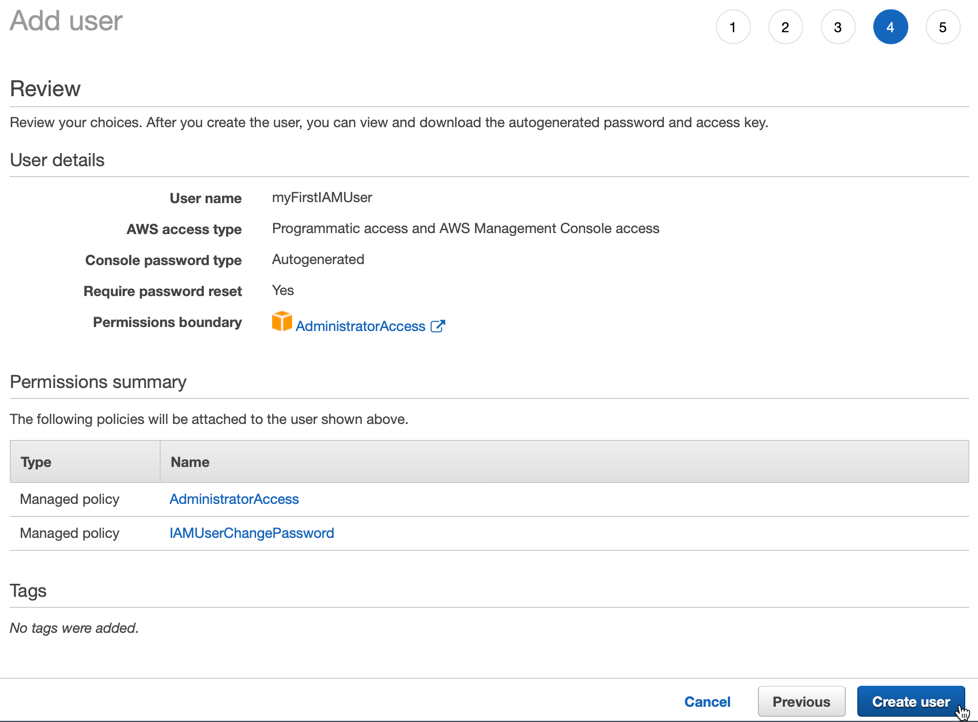 Add user
1 2 3 4 5
Review
Review your choices. After you create the user, you can view and download the autogenerated password and access key.
User details
User name myFirstIAMUser
AWS access type Programmatic access and AWS Management Console access
Console password type Autogenerated
Require password reset Yes
Permissions boundary AdministratorAccess
Permissions summary
The following policies will be attached to the user shown above.
Type Name
Managed policy AdministratorAccess
Managed policy IAMUserChangePassword
Tags
No tags were added.
Cancel Previous Create user